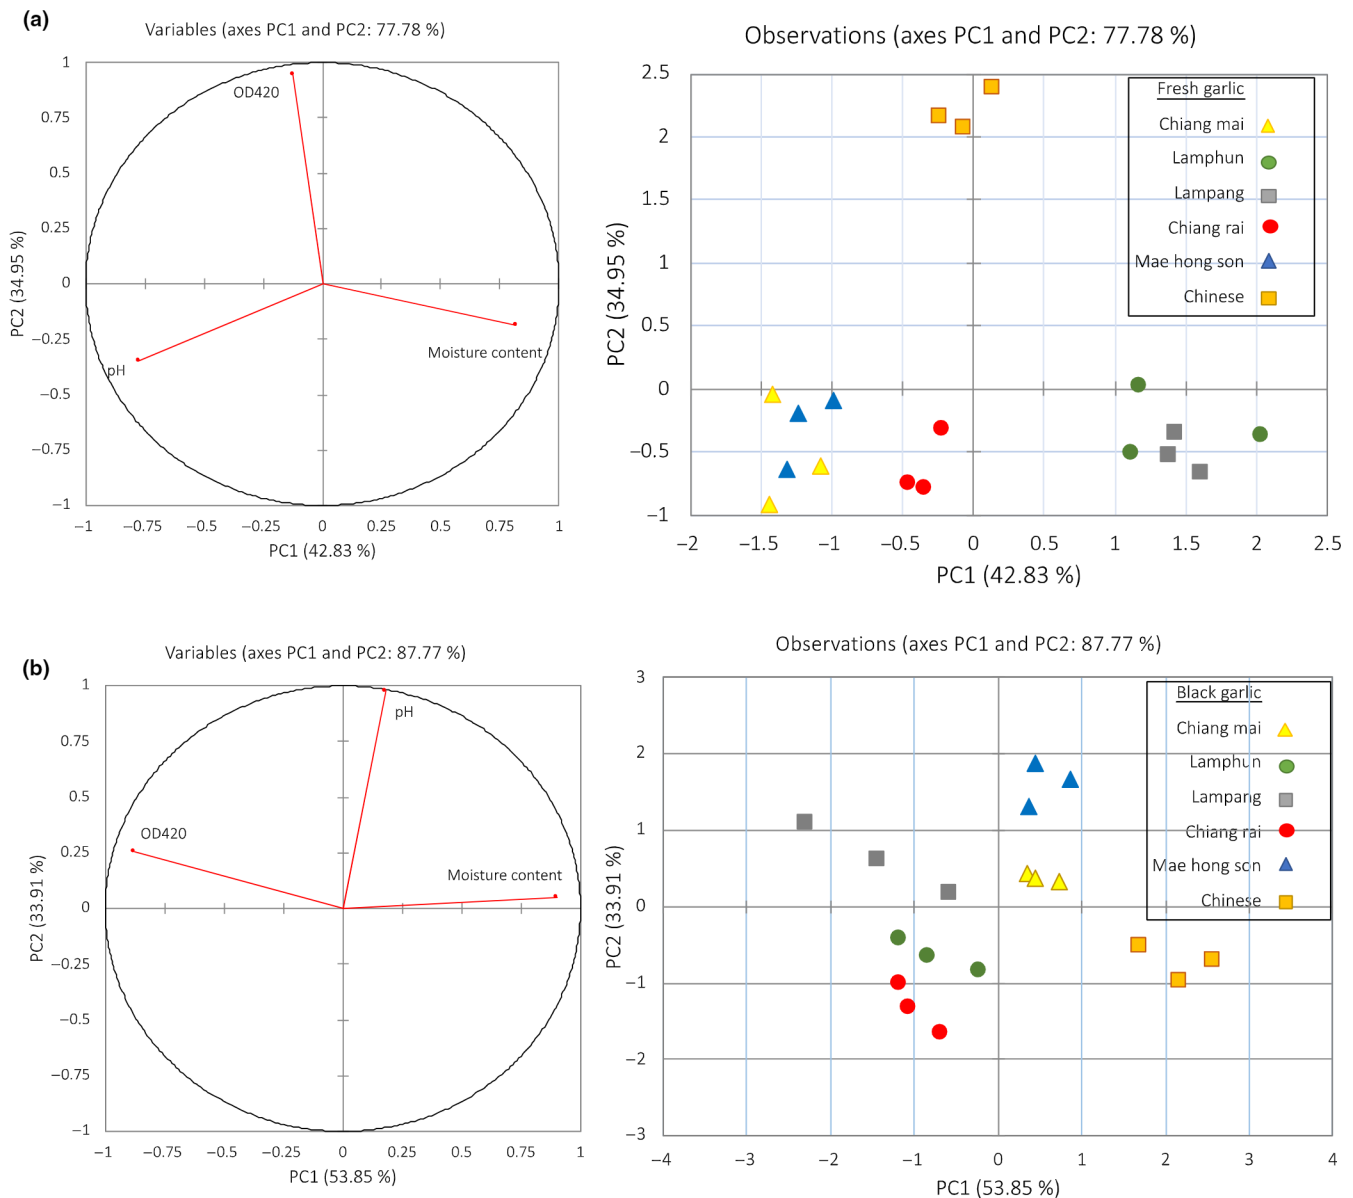 (a)
Variables (axes PC1 and PC2: 77.78 %)
1
0.75
0.5
0.25
0
−0.25
−0.5
−0.75
−1
PC2 (34.95 %)
OD420
pH
Moisture content
−1 −0.75 −0.5 −0.25 0 0.25 0.5 0.75 1
PC1 (42.83 %)
Observations (axes PC1 and PC2: 77.78 %)
2.5
2
1.5
1
0.5
0
−0.5
−1
PC2 (34.95 %)
Fresh garlic
Chiang mai
Lamphun
Lampang
Chiang rai
Mae hong son
Chinese
−2 −1.5 −1 −0.5 0 0.5 1 1.5 2 2.5
PC1 (42.83 %)
(b)
Variables (axes PC1 and PC2: 87.77 %)
1
0.75
0.5
0.25
0
−0.25
−0.5
−0.75
−1
PC2 (33.91 %)
pH
OD420
Moisture content
−1 −0.75 −0.5 −0.25 0 0.25 0.5 0.75 1
PC1 (53.85 %)
Observations (axes PC1 and PC2: 87.77 %)
3
2
1
0
−1
−2
−3
PC2 (33.91 %)
Black garlic
Chiang mai
Lamphun
Lampang
Chiang rai
Mae hong son
Chinese
−4 −3 −2 −1 0 1 2 3 4
PC1 (53.85 %)